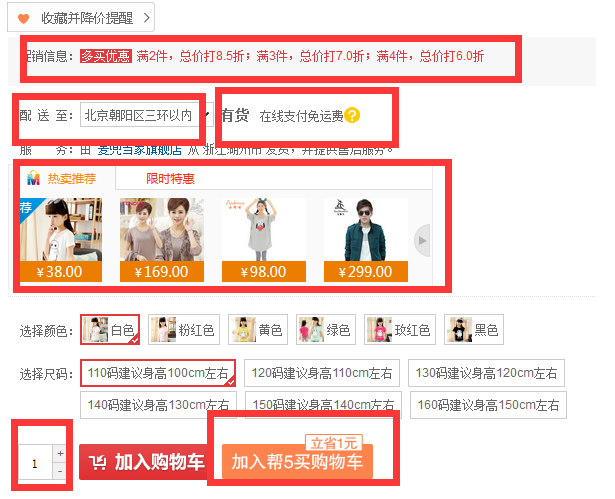 收藏并降价提醒
促销信息：多买优惠 满2件，总价打8.5折；满3件，总价打7.0折；满4件，总价打6.0折
配 送 至： 北京朝阳区三环以内 有货 在线支付免运费 ?
服 务：由 爱儿当家旗舰店 从 浙江湖州市 发货，并提供售后服务。
热卖推荐 限时特惠
荐
¥38.00 ¥169.00 ¥98.00 ¥299.00
选择颜色： 白色 粉红色 黄色 绿色 玫红色 黑色
选择尺码： 110码建议身高100cm左右 120码建议身高110cm左右 130码建议身高120cm左右
140码建议身高130cm左右 150码建议身高140cm左右 160码建议身高150cm左右
立省1元
1 + - 加入购物车 加入帮5买购物车